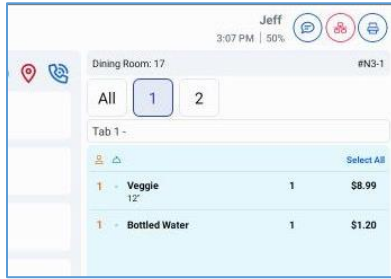 Jeff
3:07 PM | 50%
Dining Room: 17 #N3-1
All 1 2
Tab 1 -
Select All
1 - Veggie 1 $8.99
12"
1 - Bottled Water 1 $1.20